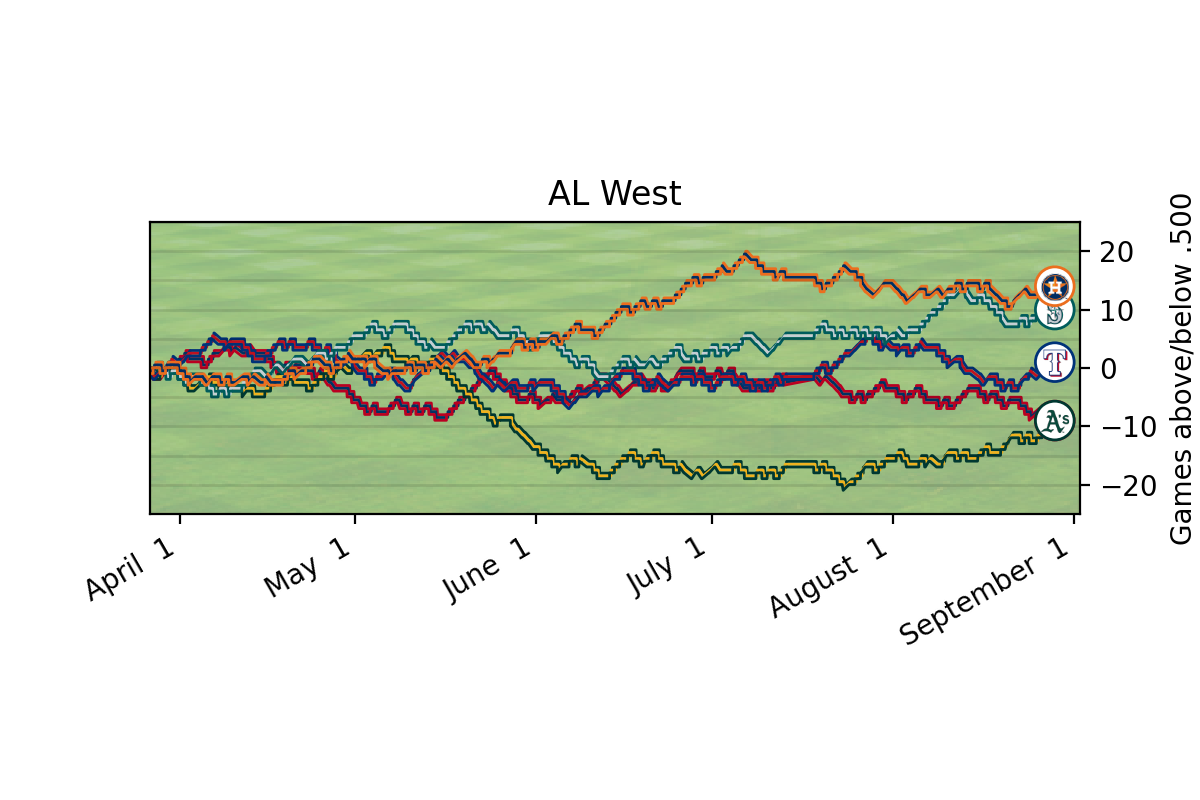 AL West
20
10
0
−10
−20
Games above/below .500
April 1
May 1
June 1
July 1
August 1
September 1
H
S
T
A's